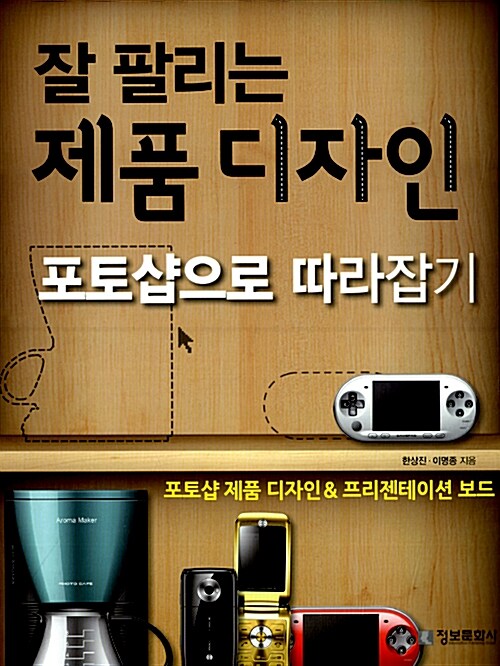 잘 팔리는
제품 디자인
포토샵으로 따라잡기
한상진 · 이명종 지음
포토샵 제품 디자인 & 프리젠테이션 보드
Aroma Maker
정보문화사